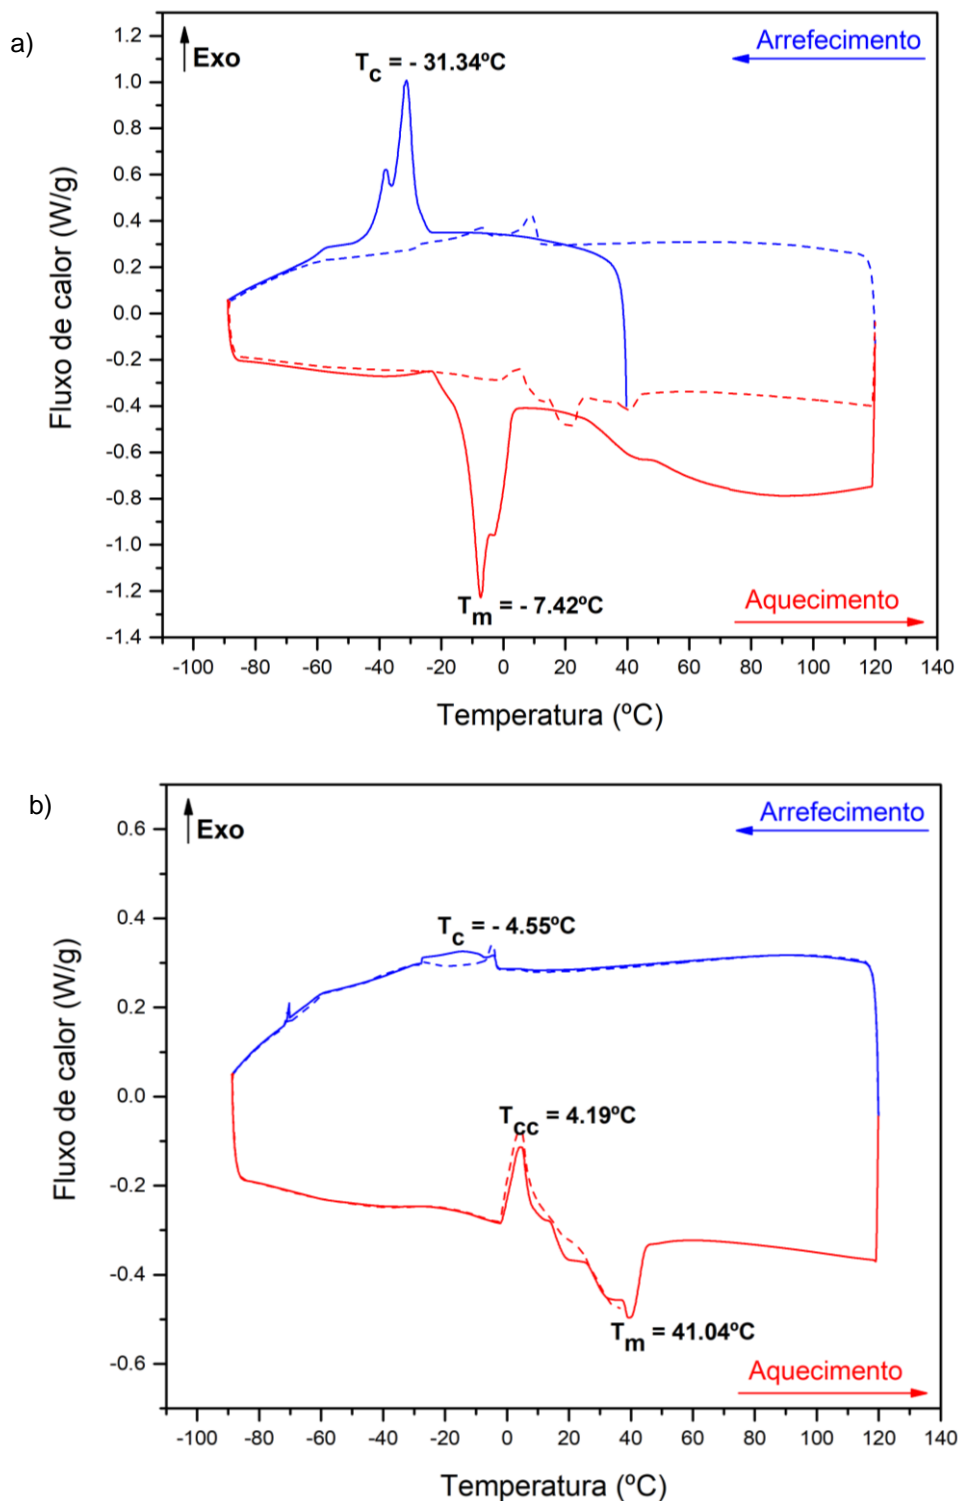 a)
Exo
Arrefecimento
Tc = - 31.34ºC
1.2
1.0
0.8
0.6
0.4
0.2
0.0
-0.2
-0.4
-0.6
-0.8
-1.0
-1.2
-1.4
Fluxo de calor (W/g)
Tm = - 7.42ºC
Aquecimento
-100 -80 -60 -40 -20 0 20 40 60 80 100 120 140
Temperatura (ºC)
b)
Exo
Arrefecimento
Tc = - 4.55ºC
0.6
0.4
0.2
0.0
-0.2
-0.4
-0.6
Fluxo de calor (W/g)
Tcc = 4.19ºC
Tm = 41.04ºC
Aquecimento
-100 -80 -60 -40 -20 0 20 40 60 80 100 120 140
Temperatura (ºC)